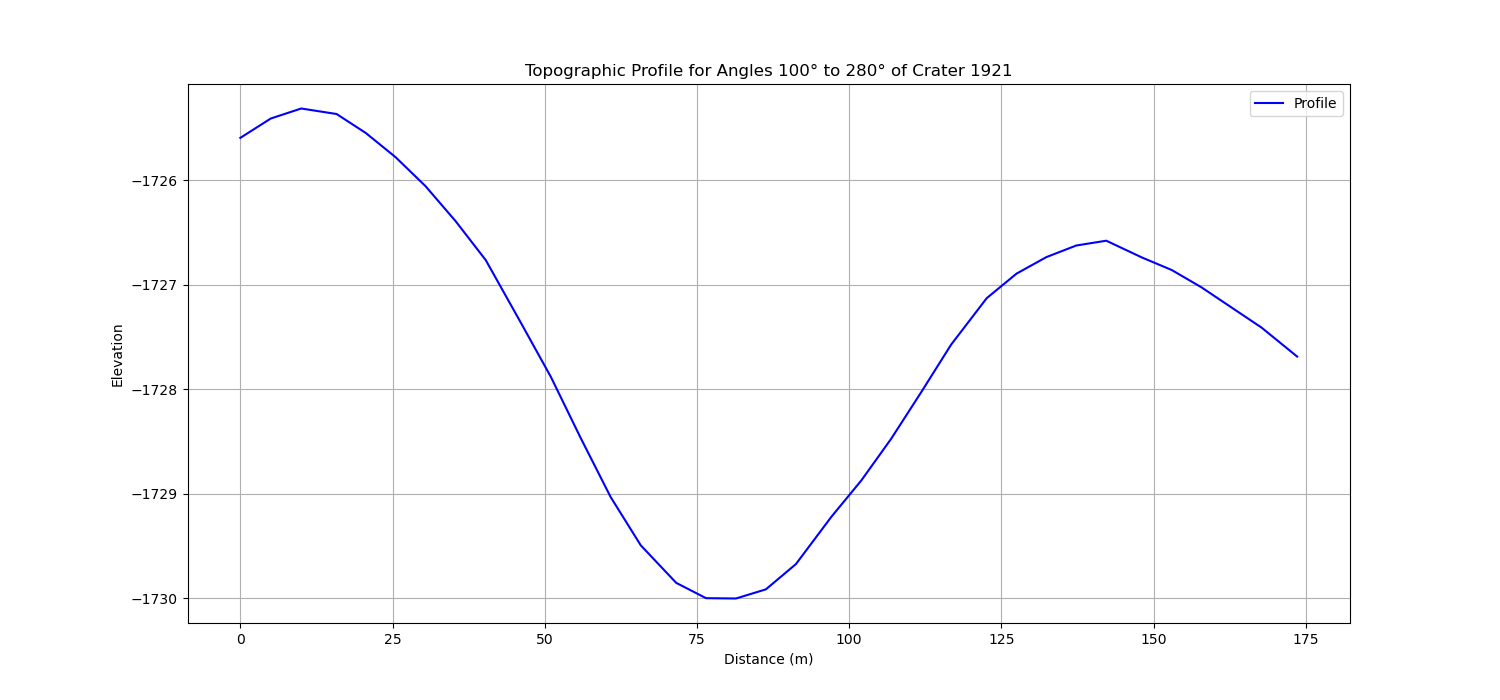 Topographic Profile for Angles 100° to 280° of Crater 1921
Profile
−1726
−1727
−1728
−1729
−1730
Elevation
0 25 50 75 100 125 150 175
Distance (m)